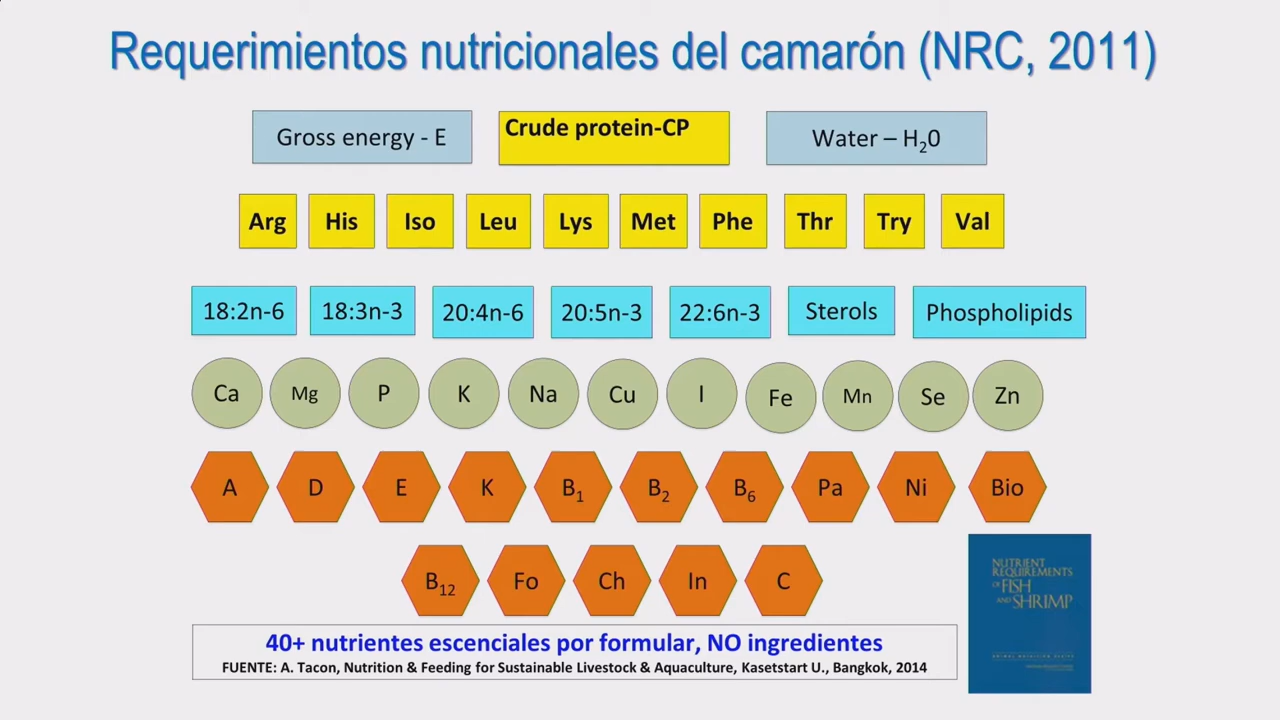 Requerimientos nutricionales del camarón (NRC, 2011)
Gross energy - E Crude protein-CP Water – H₂0
Arg His Iso Leu Lys Met Phe Thr Try Val
18:2n-6 18:3n-3 20:4n-6 20:5n-3 22:6n-3 Sterols Phospholipids
Ca Mg P K Na Cu I Fe Mn Se Zn
A D E K B₁ B₂ B₆ Pa Ni Bio
B₁₂ Fo Ch In C
NUTRIENT
REQUIREMENTS
OF FISH
AND SHRIMP
40+ nutrientes escenciales por formular, NO ingredientes
FUENTE: A. Tacon, Nutrition & Feeding for Sustainable Livestock & Aquaculture, Kasetstart U., Bangkok, 2014